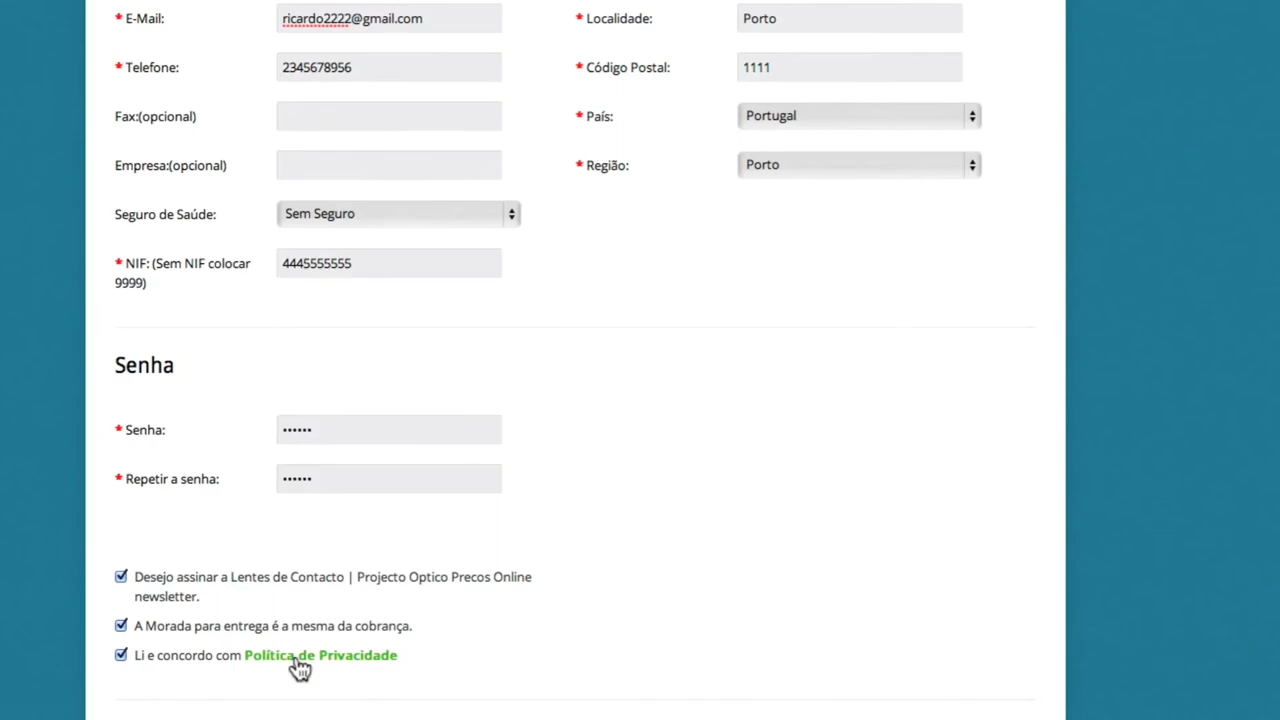 * E-Mail: ricardo2222@gmail.com
* Localidade: Porto
* Telefone: 2345678956
* Código Postal: 1111
Fax:(opcional)
* País: Portugal
Empresa:(opcional)
* Região: Porto
Seguro de Saúde: Sem Seguro
* NIF: (Sem NIF colocar 4445555555
9999)
Senha
* Senha: ••••••
* Repetir a senha: ••••••
Desejo assinar a Lentes de Contacto | Projecto Optico Precos Online
newsletter.
A Morada para entrega é a mesma da cobrança.
Li e concordo com Política de Privacidade